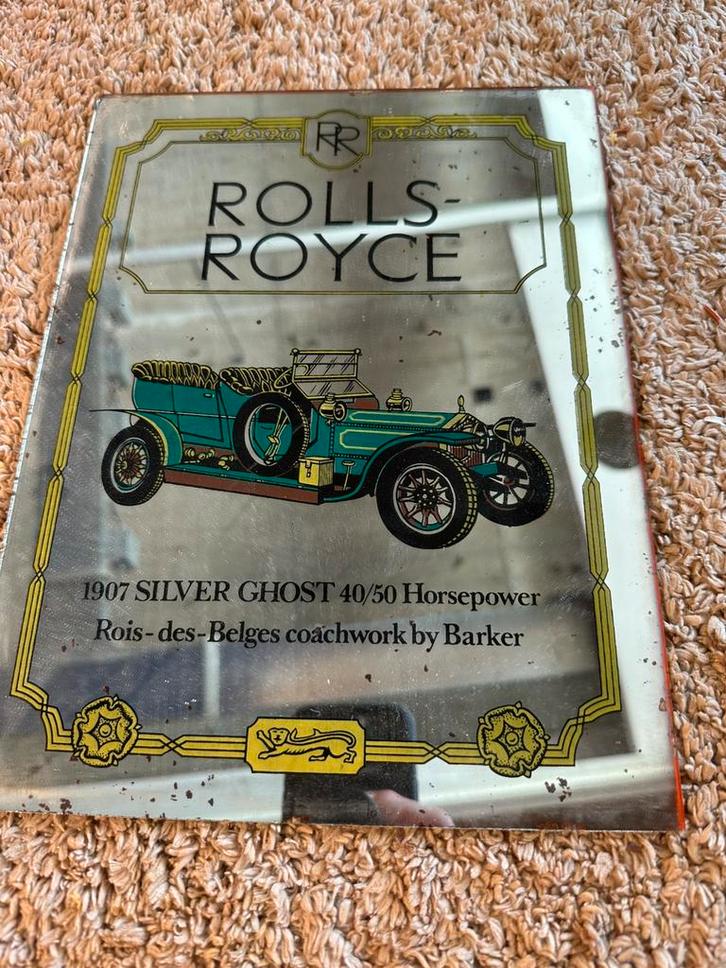 RR
ROLLS-
ROYCE
1907 SILVER GHOST 40/50 Horsepower
Rois-des-Belges coachwork by Barker